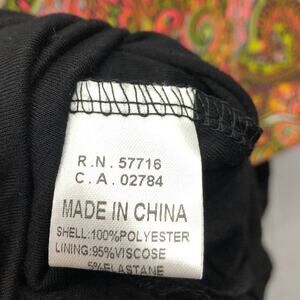 R.N. 57716
C.A. 02784
MADE IN CHINA
SHELL:100%POLYESTER
LINING:95%VISCOSE
5%ELASTANE